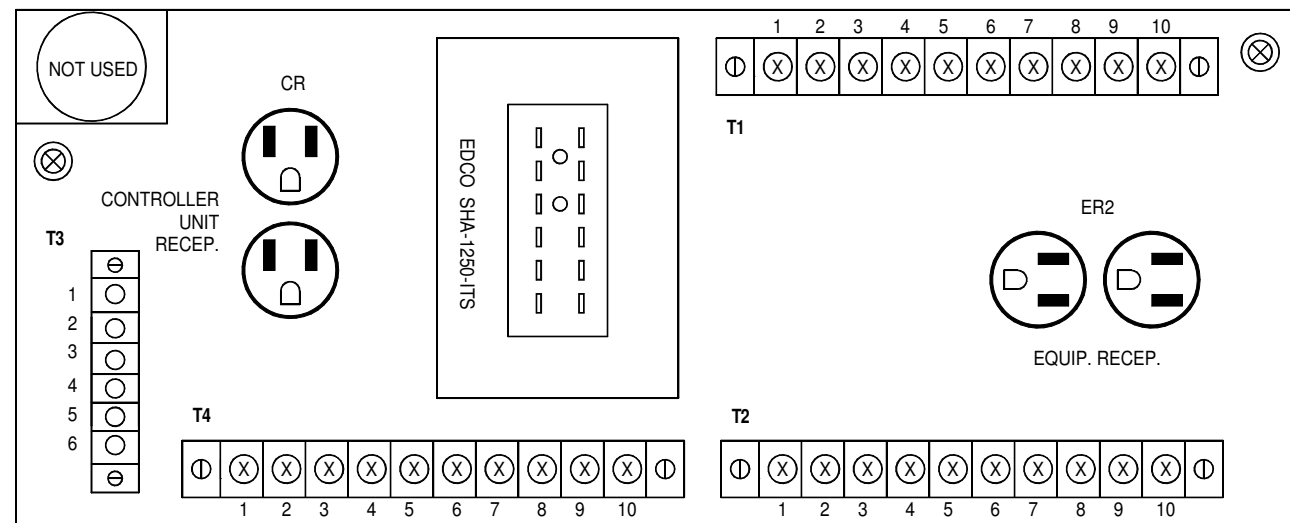 NOT USED
CR
CONTROLLER
UNIT
RECEP.
EDCO SHA-1250-ITS
1 2 3 4 5 6 7 8 9 10
X X X X X X X X X X
T1
ER2
EQUIP. RECEP.
T3
1
2
3
4
5
6
T4
X X X X X X X X X X
1 2 3 4 5 6 7 8 9 10
T2
X X X X X X X X X X
1 2 3 4 5 6 7 8 9 10